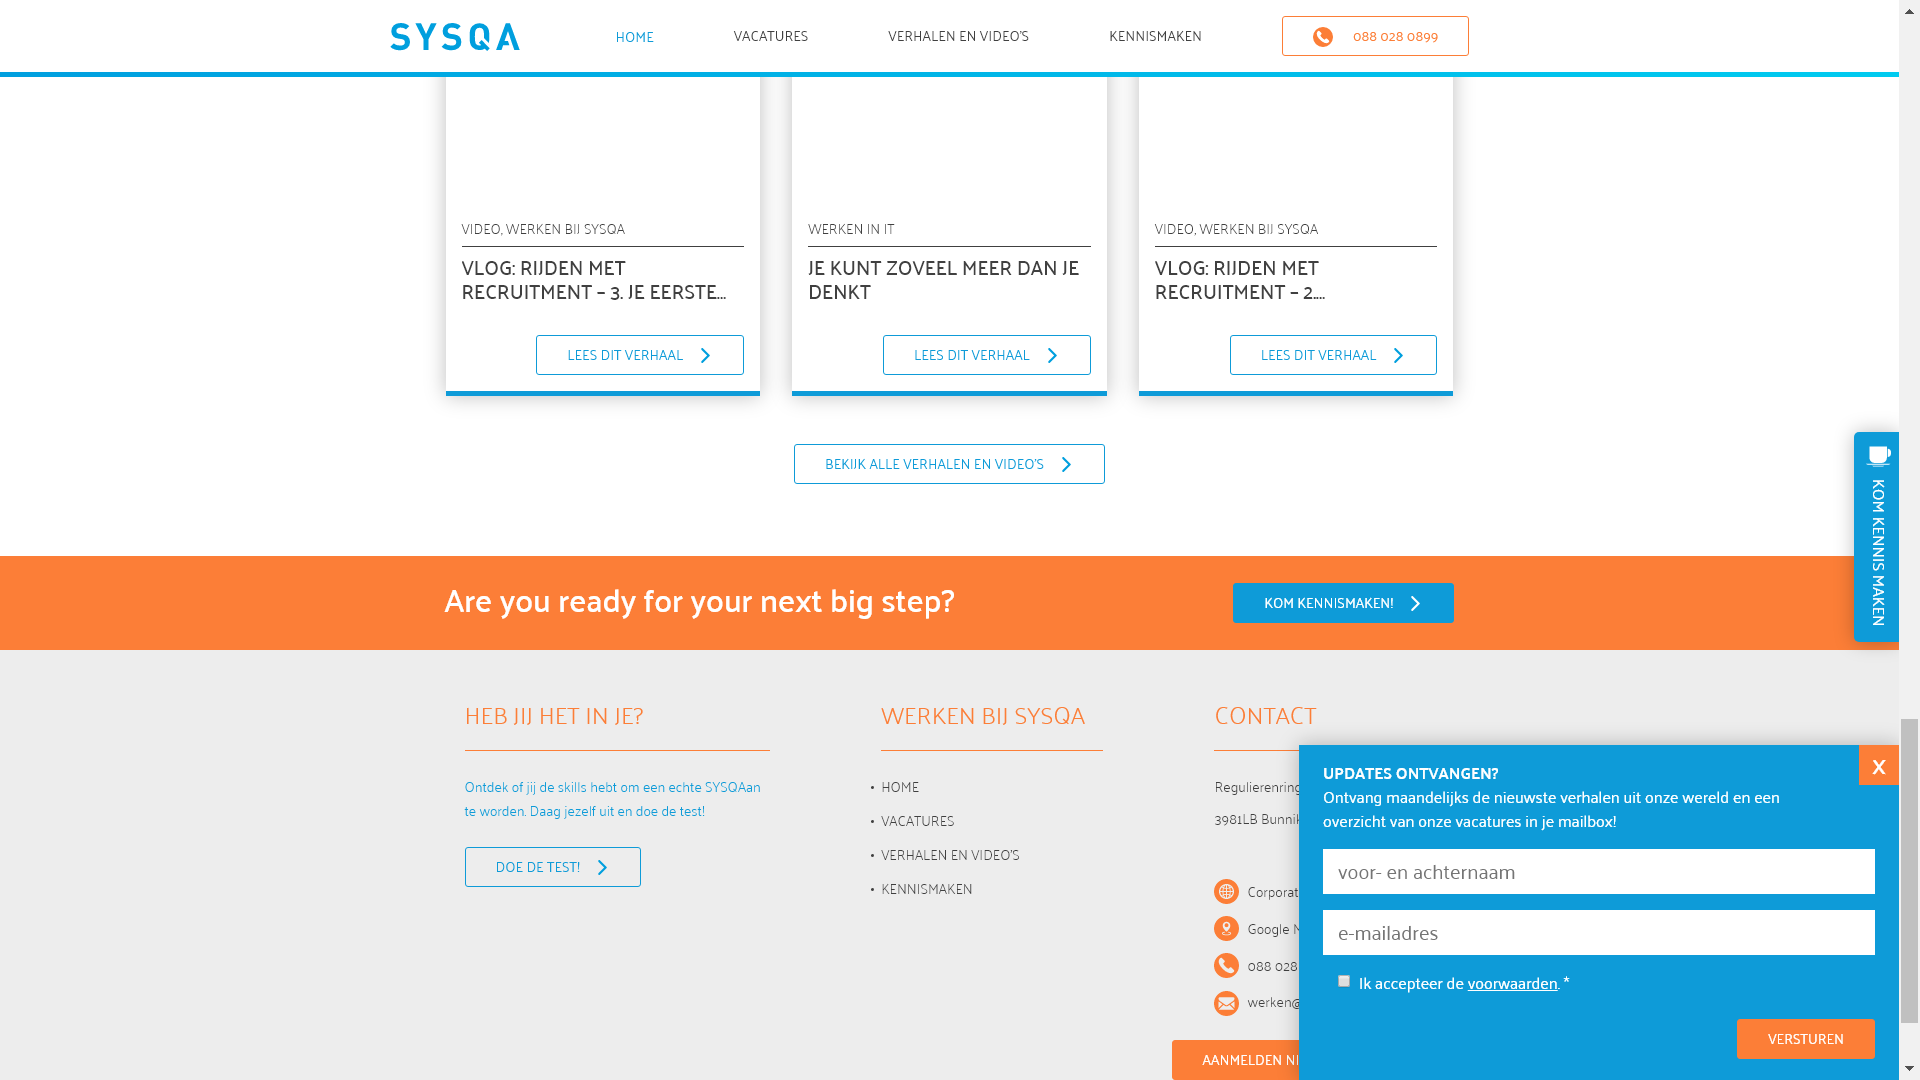 SYSQA
HOME
VACATURES
VERHALEN EN VIDEO'S
KENNISMAKEN
088 028 0899
VIDEO, WERKEN BIJ SYSQA
VLOG: RIJDEN MET
RECRUITMENT – 3. JE EERSTE...
LEES DIT VERHAAL
WERKEN IN IT
JE KUNT ZOVEEL MEER DAN JE
DENKT
LEES DIT VERHAAL
VIDEO, WERKEN BIJ SYSQA
VLOG: RIJDEN MET
RECRUITMENT – 2....
LEES DIT VERHAAL
BEKIJK ALLE VERHALEN EN VIDEO'S
KOM KENNIS MAKEN
Are you ready for your next big step?
KOM KENNISMAKEN!
HEB JIJ HET IN JE?
Ontdek of jij de skills hebt om een echte SYSQAan
te worden. Daag jezelf uit en doe de test!
DOE DE TEST!
WERKEN BIJ SYSQA
• HOME
• VACATURES
• VERHALEN EN VIDEO'S
• KENNISMAKEN
CONTACT
Regulierenring
3981LB Bunnik
Corporat
Google
088 028
werken@
AANMELDEN NI
UPDATES ONTVANGEN?
X
Ontvang maandelijks de nieuwste verhalen uit onze wereld en een
overzicht van onze vacatures in je mailbox!
voor- en achternaam
e-mailadres
Ik accepteer de voorwaarden. *
VERSTUREN